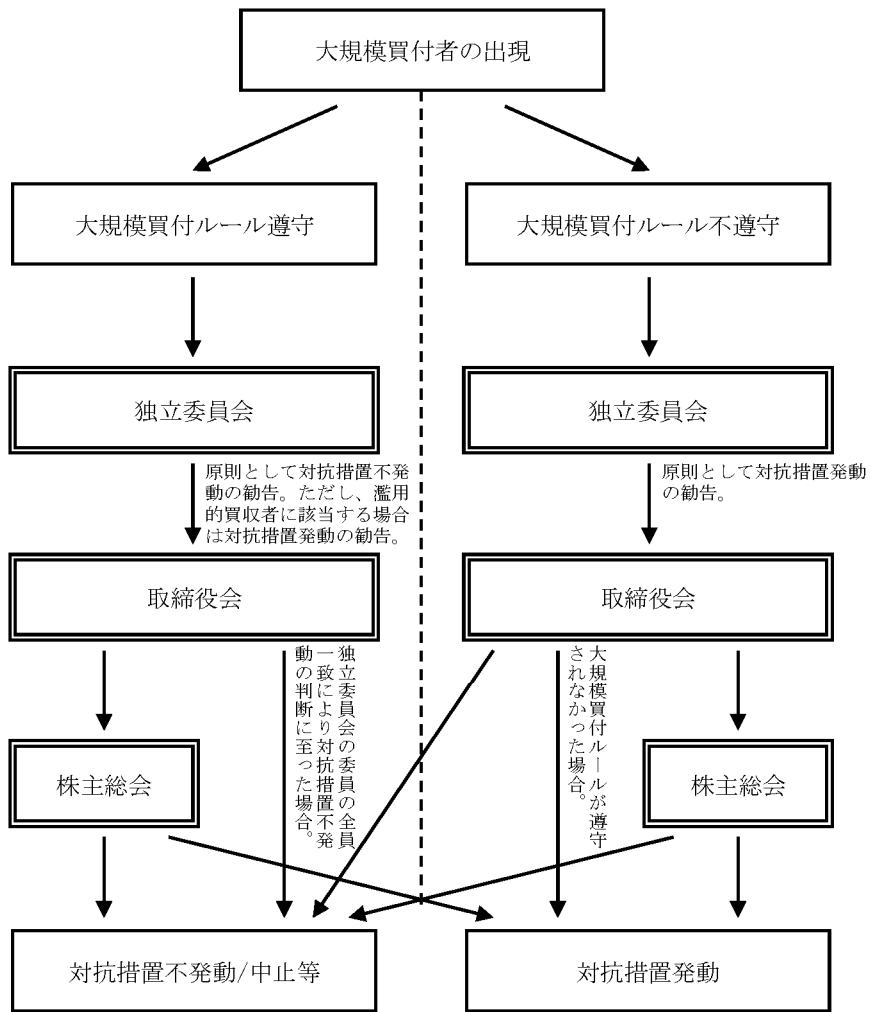 大規模買付者の出現
大規模買付ルール遵守
大規模買付ルール不遵守
独立委員会
独立委員会
原則として対抗措置不発
動の勧告。ただし、濫用
的買収者に該当する場合
は対抗措置発動の勧告。
原則として対抗措置発動
の勧告。
取締役会
取締役会
独立委員会の委員の全員
一致により対抗措置不発
動の判断に至った場合。
大規模買付ルールが遵守
されなかった場合。
株主総会
株主総会
対抗措置不発動/中止等
対抗措置発動